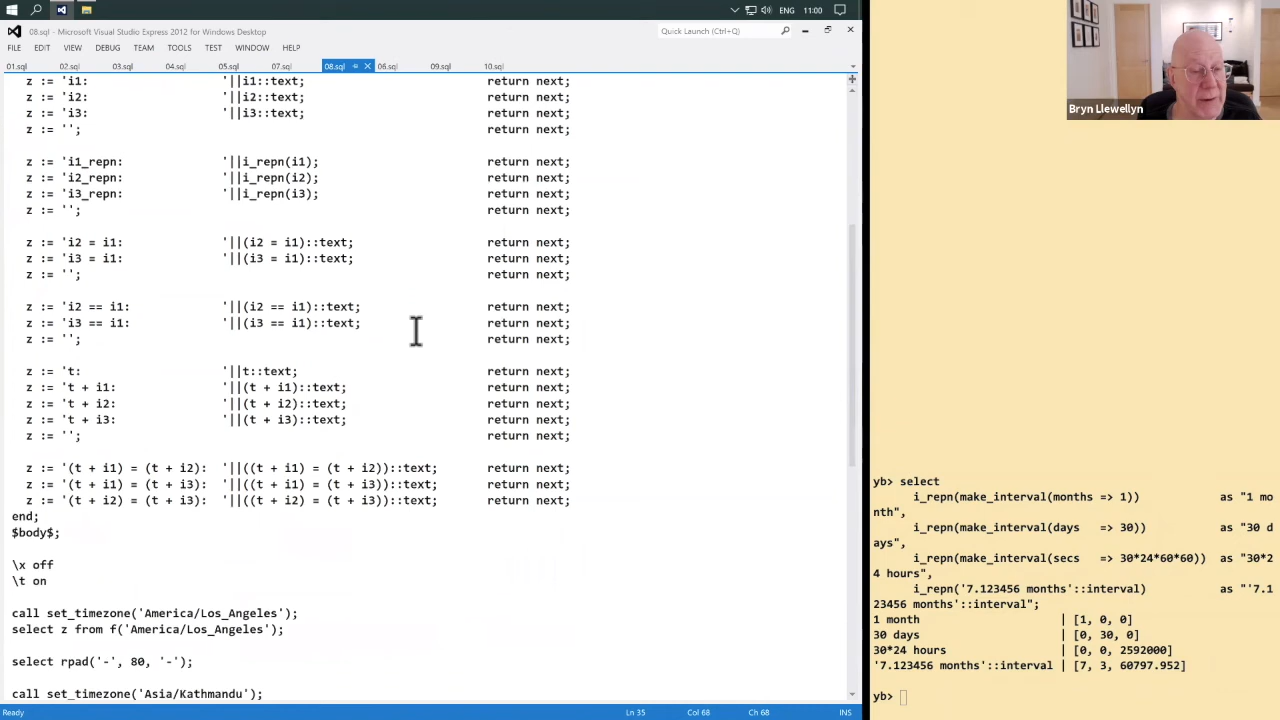 ENG 11:00
08.sql - Microsoft Visual Studio Express 2012 for Windows Desktop
Quick Launch (Ctrl+Q)
FILE EDIT VIEW DEBUG TEAM TOOLS TEST WINDOW HELP
01.sql 02.sql 03.sql 04.sql 05.sql 07.sql 08.sql 06.sql 09.sql 10.sql
z := 'i1: '||i1::text; return next;
z := 'i2: '||i2::text; return next;
z := 'i3: '||i3::text; return next;
z := ''; return next;
z := 'i1_repn: '||i_repn(i1); return next;
z := 'i2_repn: '||i_repn(i2); return next;
z := 'i3_repn: '||i_repn(i3); return next;
z := ''; return next;
z := 'i2 = i1: '||(i2 = i1)::text; return next;
z := 'i3 = i1: '||(i3 = i1)::text; return next;
z := ''; return next;
z := 'i2 == i1: '||(i2 == i1)::text; return next;
z := 'i3 == i1: '||(i3 == i1)::text; return next;
z := ''; return next;
z := 't: '||t::text; return next;
z := 't + i1: '||(t + i1)::text; return next;
z := 't + i2: '||(t + i2)::text; return next;
z := 't + i3: '||(t + i3)::text; return next;
z := ''; return next;
z := '(t + i1) = (t + i2): '||((t + i1) = (t + i2))::text; return next;
z := '(t + i1) = (t + i3): '||((t + i1) = (t + i3))::text; return next;
z := '(t + i2) = (t + i3): '||((t + i2) = (t + i3))::text; return next;
end;
$body$;
\x off
\t on
call set_timezone('America/Los_Angeles');
select z from f('America/Los_Angeles');
select rpad('-', 80, '-');
call set_timezone('Asia/Kathmandu');
Ready Ln 35 Col 68 Ch 68 INS
Bryn Llewellyn
yb> select
i_repn(make_interval(months => 1)) as "1 mo
nth",
i_repn(make_interval(days => 30)) as "30 d
ays",
i_repn(make_interval(secs => 30*24*60*60)) as "30*2
4 hours",
i_repn('7.123456 months'::interval) as "'7.1
23456 months'::interval";
1 month | [1, 0, 0]
30 days | [0, 30, 0]
30*24 hours | [0, 0, 2592000]
'7.123456 months'::interval | [7, 3, 60797.952]
yb>